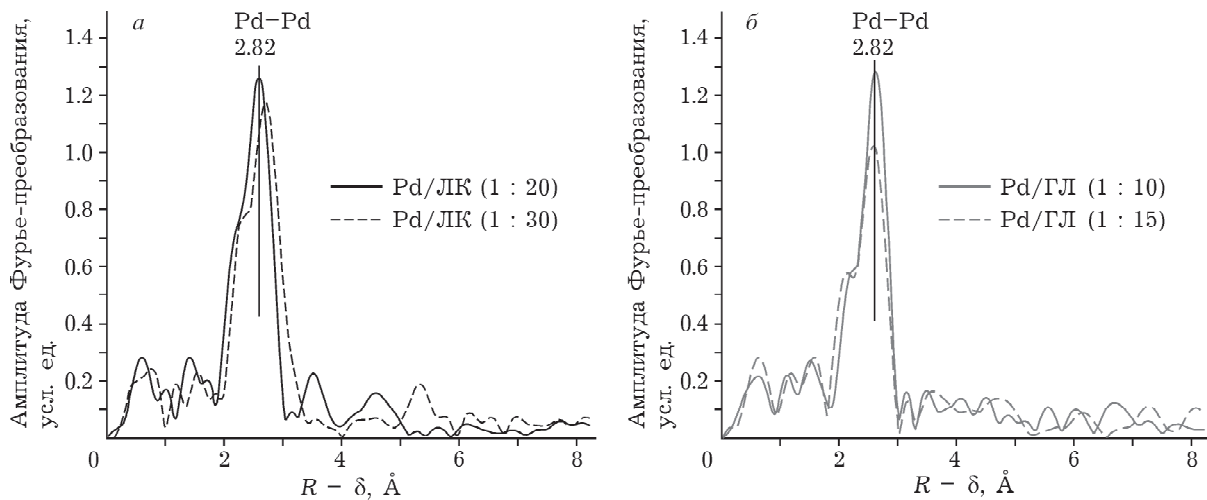 а
Pd–Pd
2.82
1.4
1.2
1.0
0.8
0.6
0.4
0.2
0
2
4
6
8
Амплитуда Фурье-преобразования,
усл. ед.
R – δ, Å
Pd/ЛК (1 : 20)
Pd/ЛК (1 : 30)
б
Pd–Pd
2.82
1.4
1.2
1.0
0.8
0.6
0.4
0.2
0
2
4
6
8
Амплитуда Фурье-преобразования,
усл. ед.
R – δ, Å
Pd/ГЛ (1 : 10)
Pd/ГЛ (1 : 15)